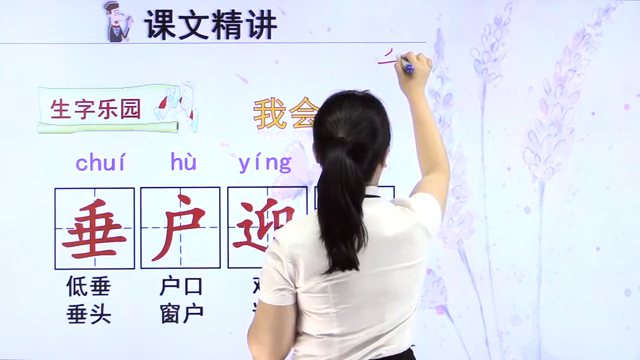 课文精讲
生字乐园
我会
chuí hù yíng
垂 户 迎
低垂 户口
垂头 窗户